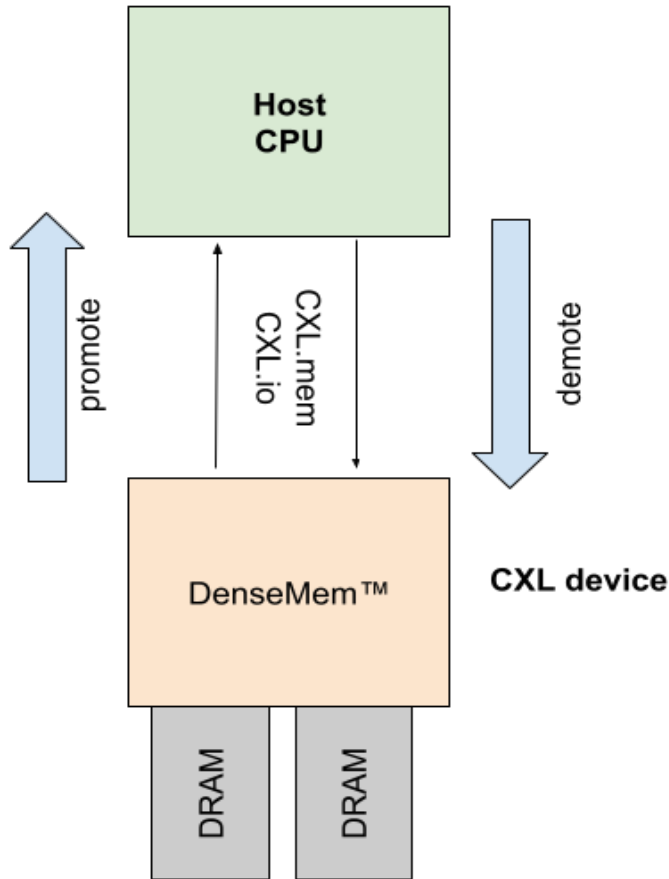 Host
CPU
promote
CXL.mem
CXL.io
demote
DenseMem™
CXL device
DRAM
DRAM